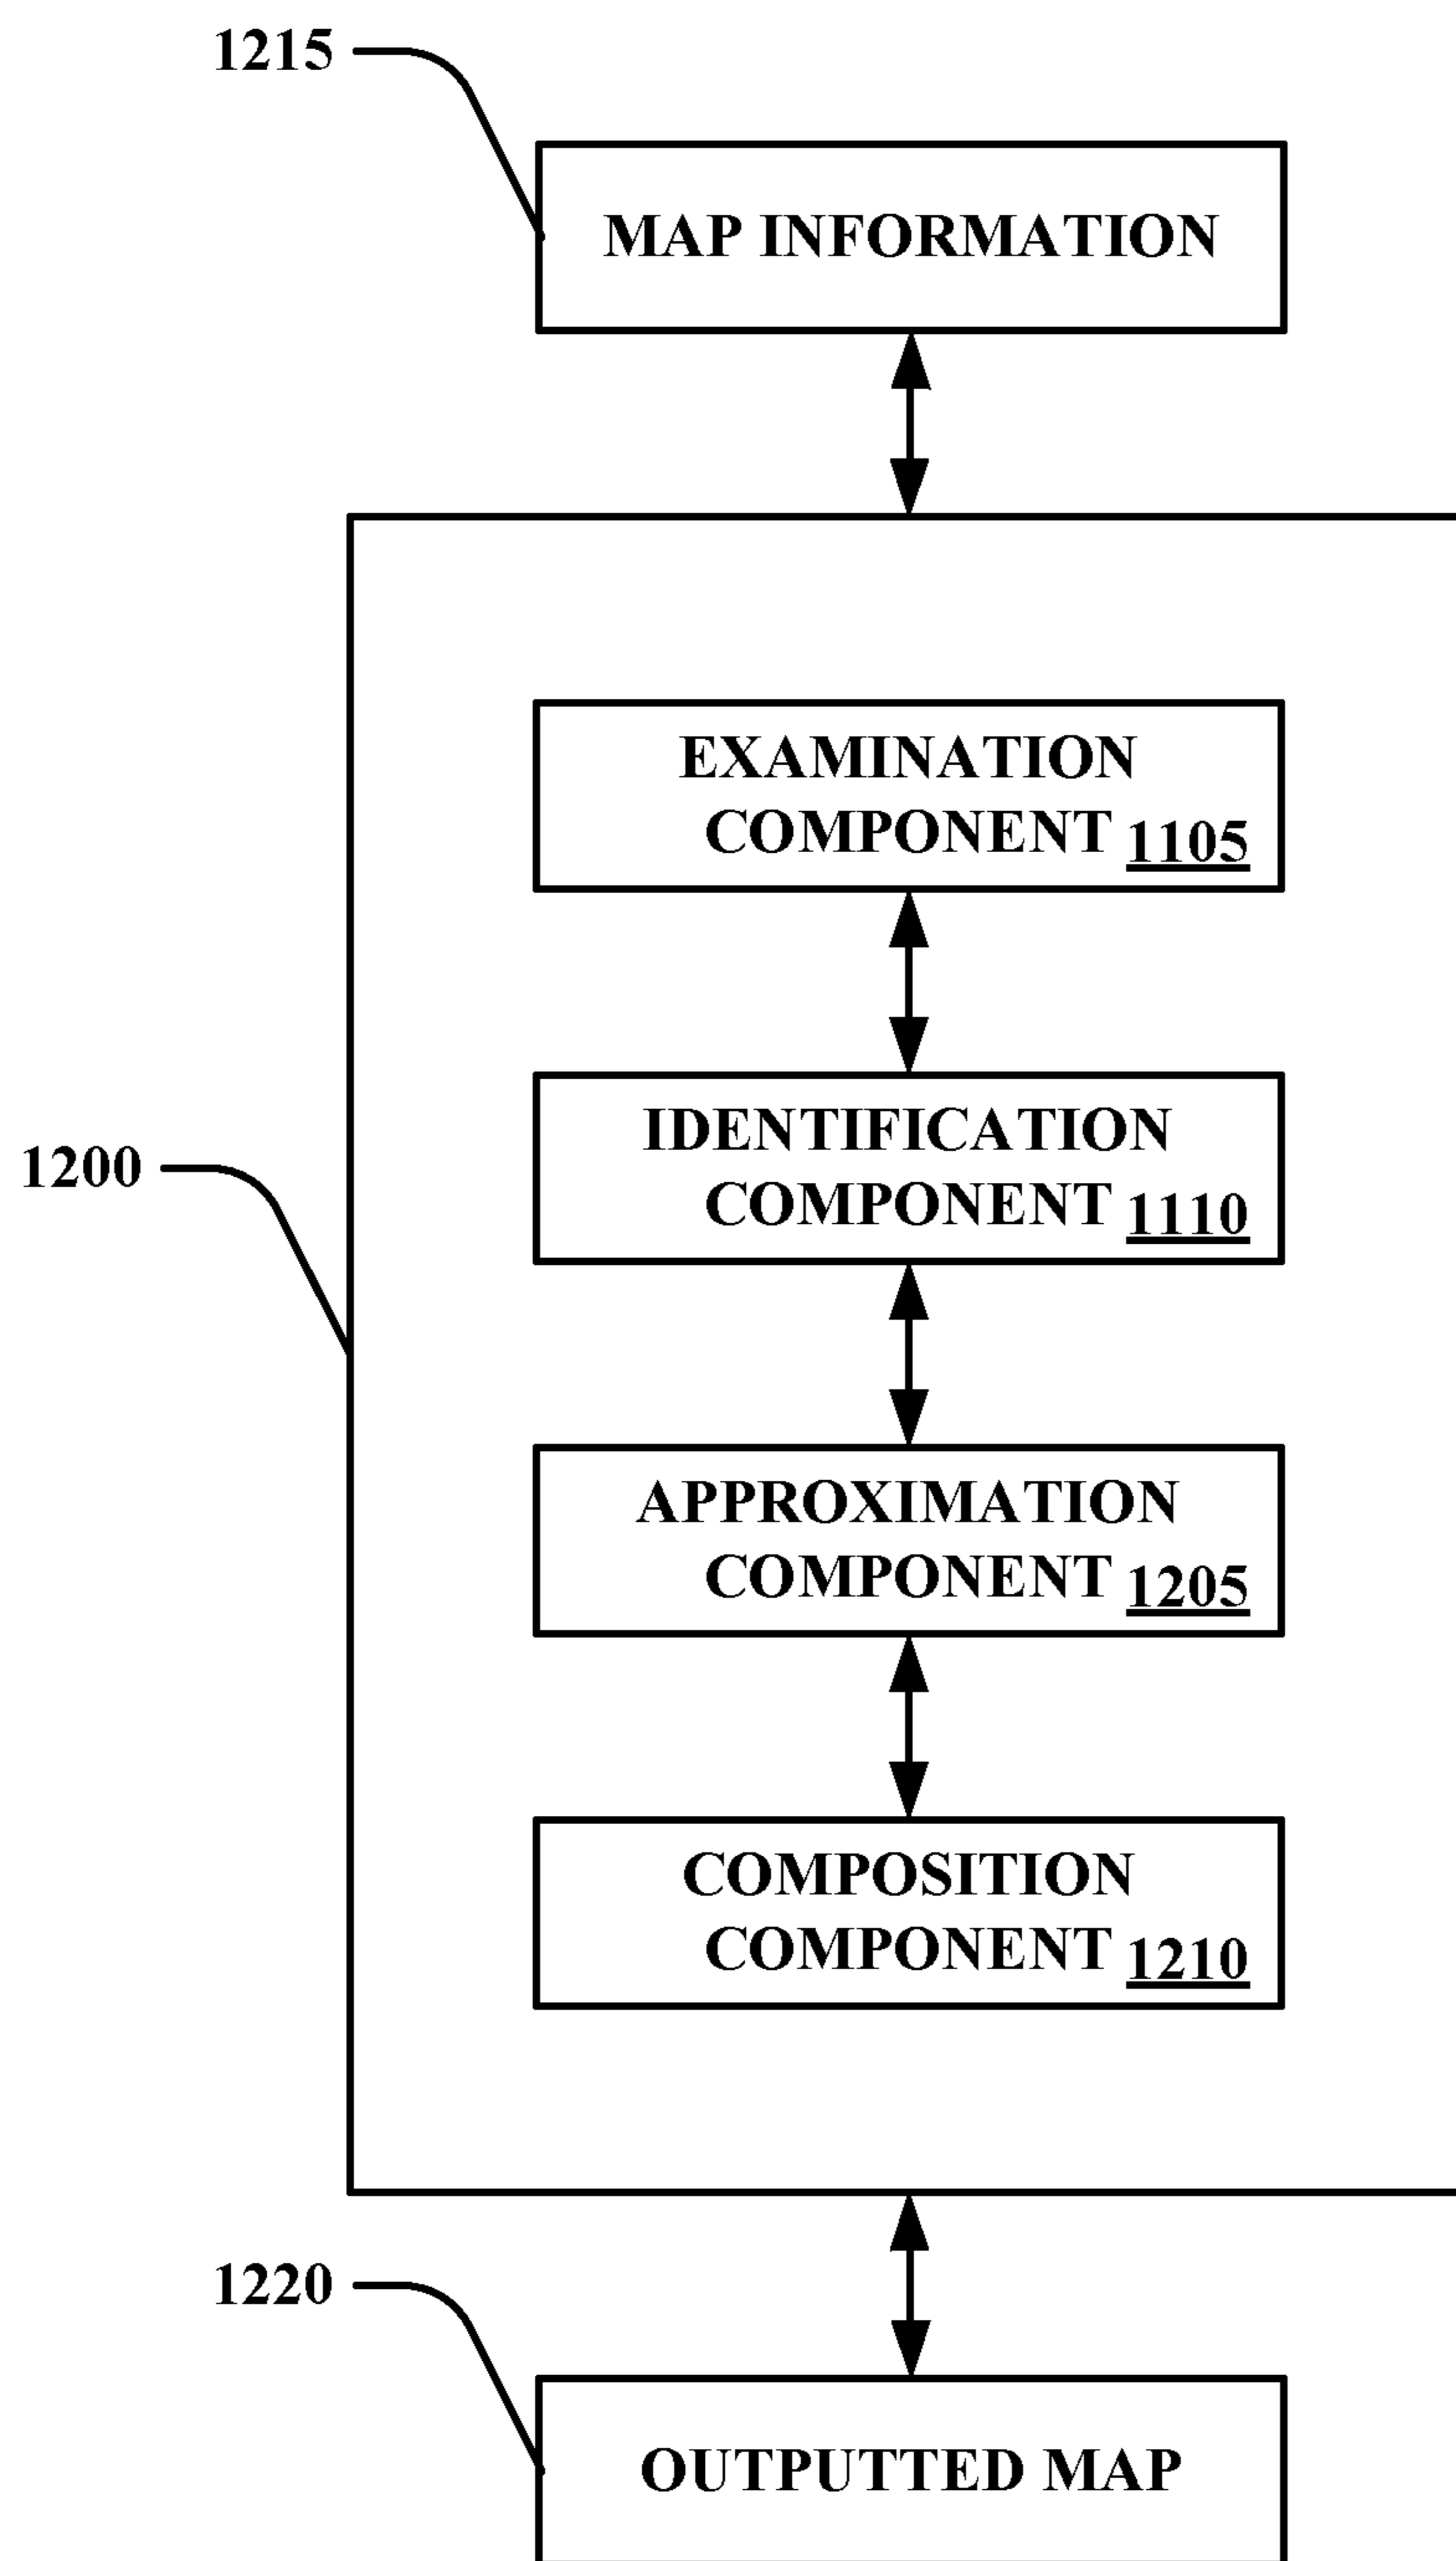 1215
MAP INFORMATION
EXAMINATION
COMPONENT 1105
1200
IDENTIFICATION
COMPONENT 1110
APPROXIMATION
COMPONENT 1205
COMPOSITION
COMPONENT 1210
1220
OUTPUTTED MAP